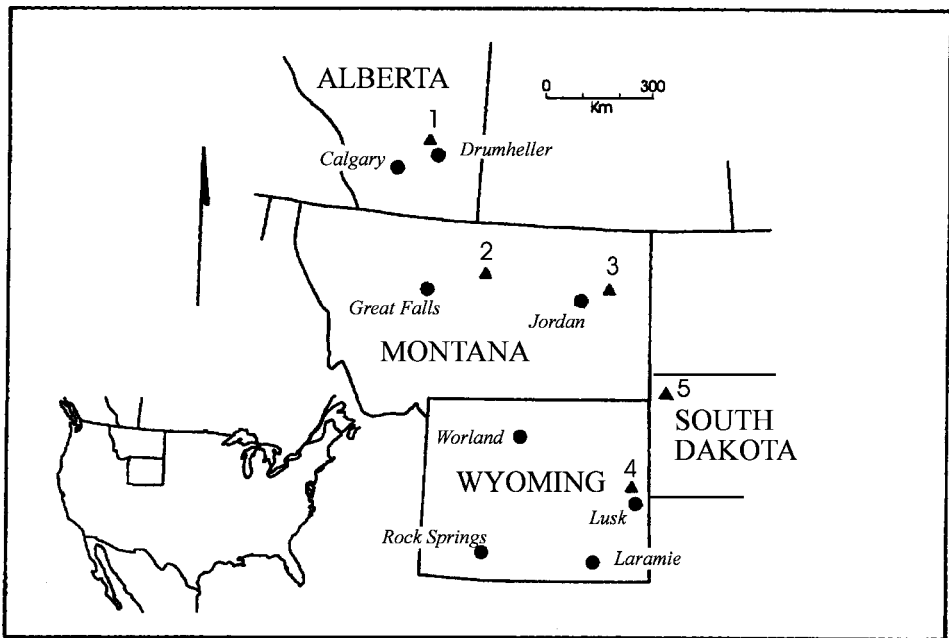 ALBERTA
0 300
Km
1
Calgary
Drumheller
2
3
Great Falls
Jordan
MONTANA
5
SOUTH
DAKOTA
Worland
WYOMING
4
Lusk
Rock Springs
Laramie